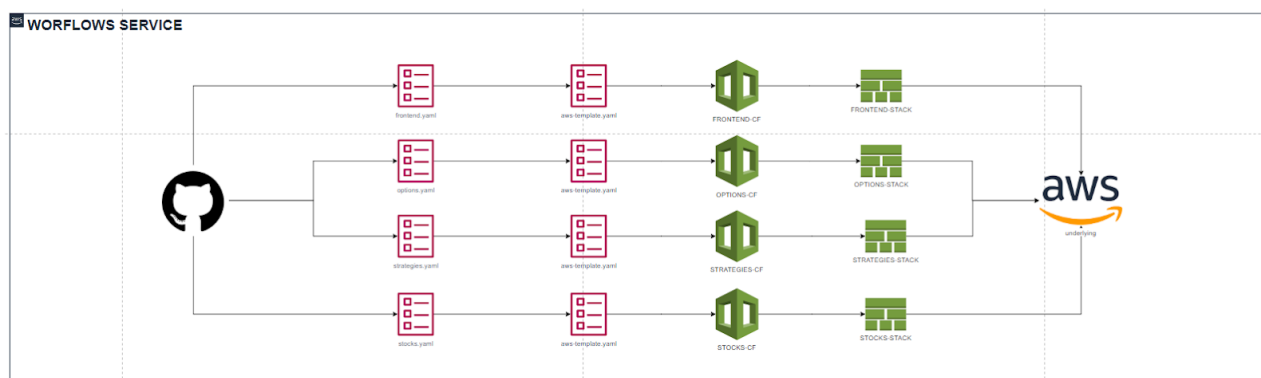 aws
WORFLOWS SERVICE
frontend.yaml
aws-template.yaml
FRONTEND-CF
FRONTEND-STACK
options.yaml
aws-template.yaml
OPTIONS-CF
OPTIONS-STACK
aws
underlying
strategies.yaml
aws-template.yaml
STRATEGIES-CF
STRATEGIES-STACK
stocks.yaml
aws-template.yaml
STOCKS-CF
STOCKS-STACK